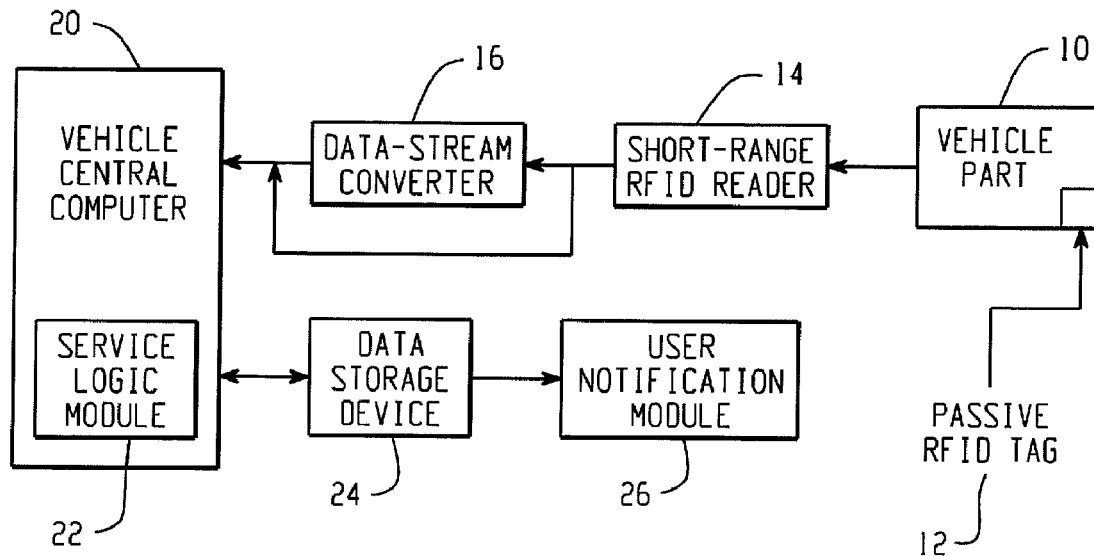 20
16
14
10
VEHICLE
CENTRAL
COMPUTER
DATA-STREAM
CONVERTER
SHORT-RANGE
RFID READER
VEHICLE
PART
SERVICE
LOGIC
MODULE
DATA
STORAGE
DEVICE
USER
NOTIFICATION
MODULE
PASSIVE
RFID TAG
22
24
26
12